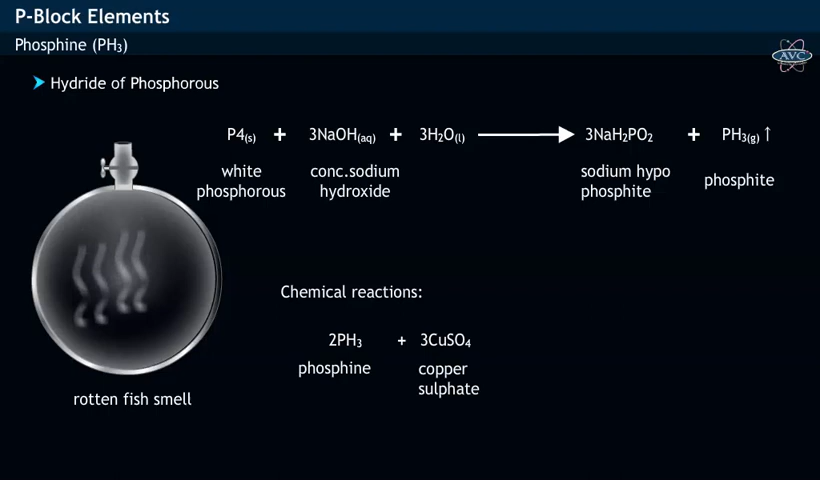 P-Block Elements
Phosphine (PH₃)
AVC
Hydride of Phosphorous
P4(s) + 3NaOH(aq) + 3H₂O(l) ⟶ 3NaH₂PO₂ + PH₃(g) ↑
white phosphorous
conc.sodium hydroxide
sodium hypo phosphite
phosphite
Chemical reactions:
2PH₃ + 3CuSO₄
phosphine
copper sulphate
rotten fish smell